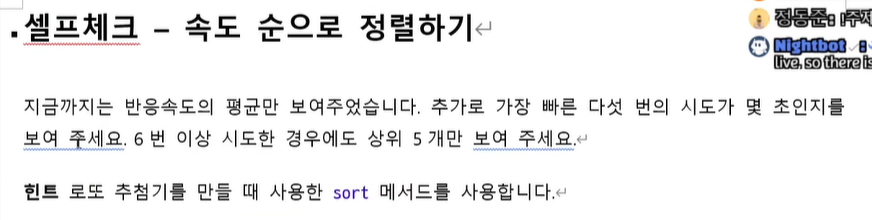 셀프체크 – 속도 순으로 정렬하기
정동준: !주제
Nightbot
live. so there is
지금까지는 반응속도의 평균만 보여주었습니다. 추가로 가장 빠른 다섯 번의 시도가 몇 초인지를
보여 주세요. 6번 이상 시도한 경우에도 상위 5개만 보여 주세요.
힌트 로또 추첨기를 만들 때 사용한 sort 메서드를 사용합니다.